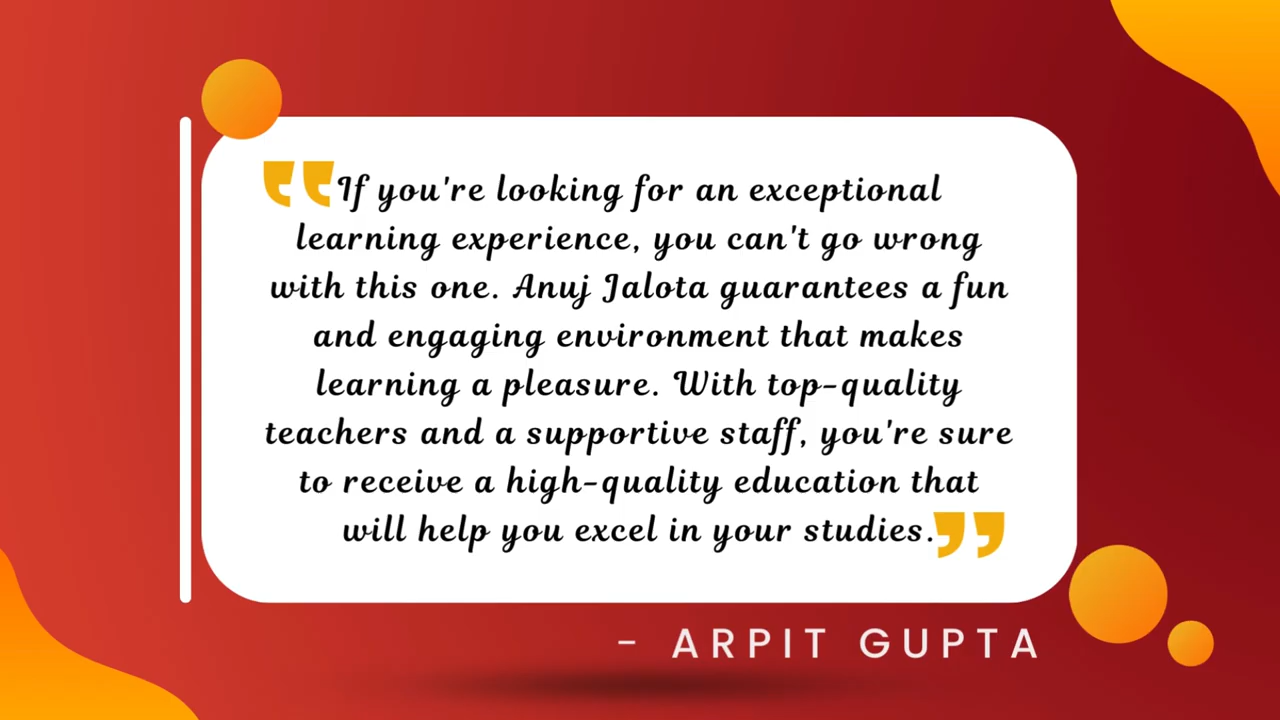 "If you're looking for an exceptional
learning experience, you can't go wrong
with this one. Anuj Jalota guarantees a fun
and engaging environment that makes
learning a pleasure. With top-quality
teachers and a supportive staff, you're sure
to receive a high-quality education that
will help you excel in your studies."
- ARPIT GUPTA